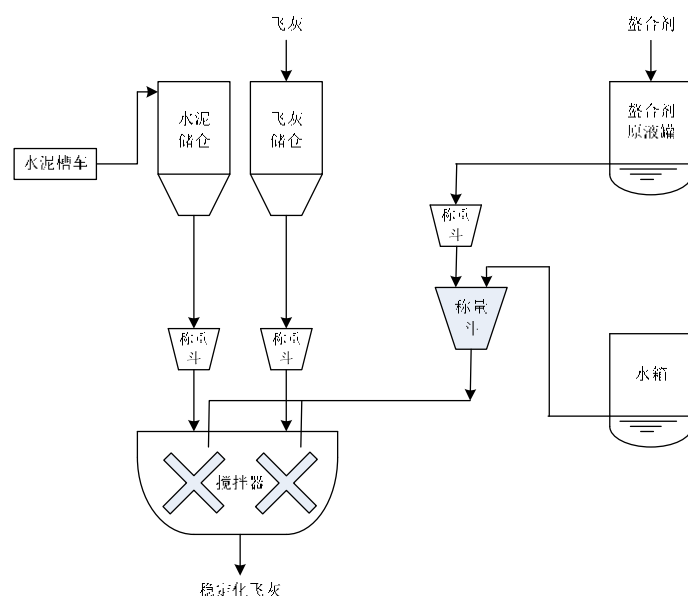 飞灰
螯合剂
水泥
储仓
飞灰
储仓
螯合剂
原液罐
水泥槽车
称重
斗
称量
斗
称重
斗
称重
斗
水箱
搅拌器
稳定化飞灰